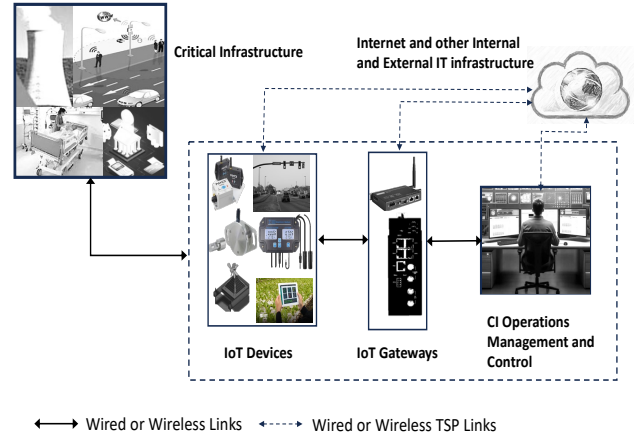 Critical Infrastructure
Internet and other Internal
and External IT infrastructure
IoT Devices
IoT Gateways
CI Operations
Management and
Control
Wired or Wireless Links
Wired or Wireless TSP Links